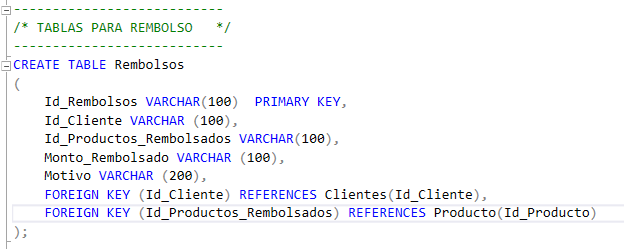 ---------------------------
/* TABLAS PARA REMBOLSO   */
---------------------------
CREATE TABLE Rembolsos
(
    Id_Rembolsos VARCHAR(100)  PRIMARY KEY,
    Id_Cliente VARCHAR (100),
    Id_Productos_Rembolsados VARCHAR(100),
    Monto_Rembolsado VARCHAR (100),
    Motivo VARCHAR (200),
    FOREIGN KEY (Id_Cliente) REFERENCES Clientes(Id_Cliente),
    FOREIGN KEY (Id_Productos_Rembolsados) REFERENCES Producto(Id_Producto)
);